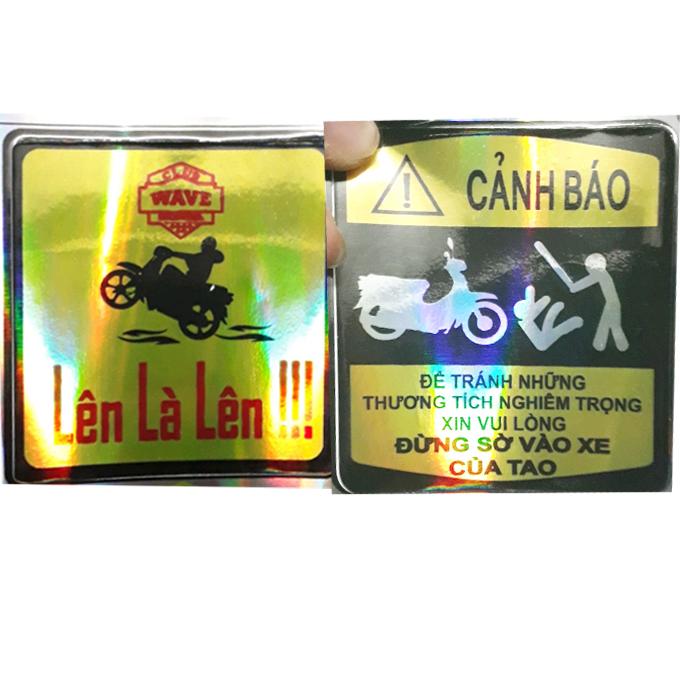 CLUB
WAVE
Lên Là Lên !!!
CẢNH BÁO
ĐỂ TRÁNH NHỮNG
THƯƠNG TÍCH NGHIÊM TRỌNG
XIN VUI LÒNG
ĐỪNG SỜ VÀO XE
CỦA TAO